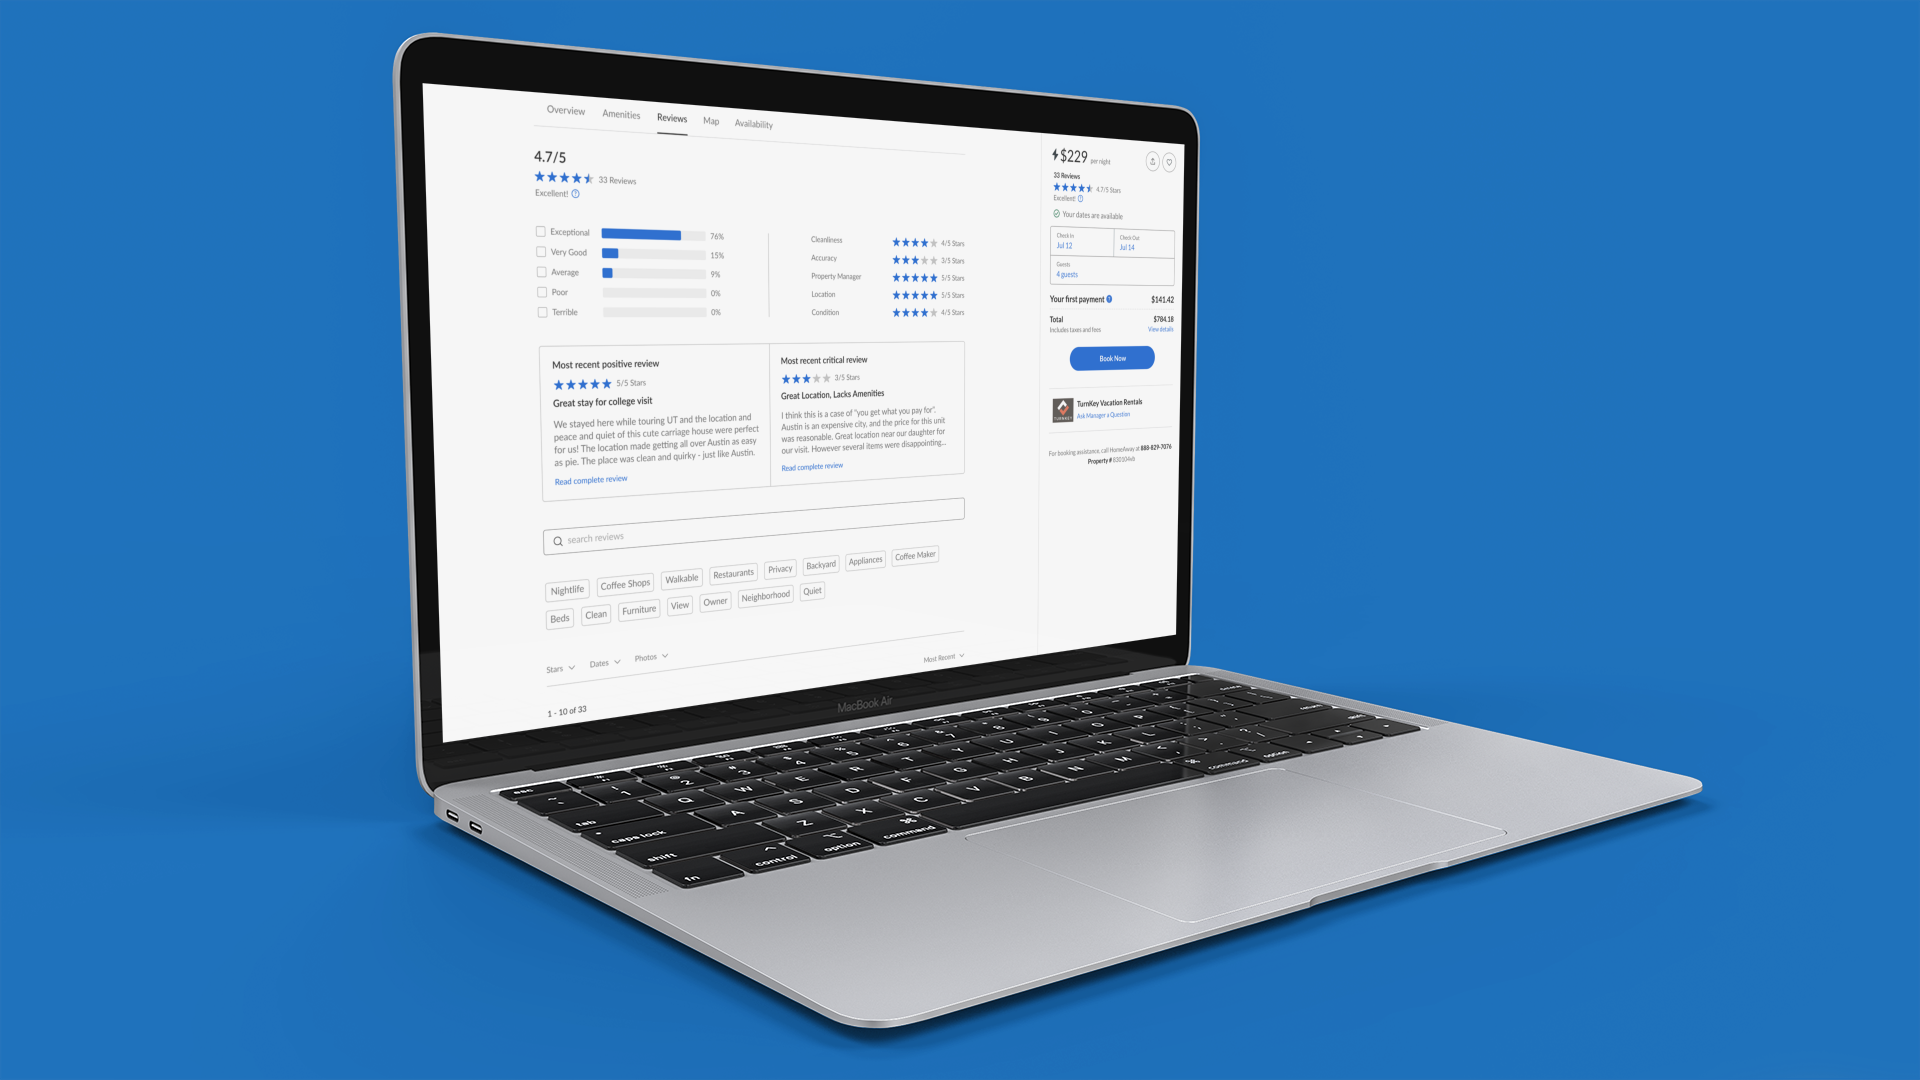 Overview Amenities Reviews Map Availability
4.7/5
33 Reviews
Excellent!
Exceptional 76%
Very Good 15%
Average 9%
Poor 0%
Terrible 0%
Cleanliness 4/5 Stars
Accuracy 3/5 Stars
Property Manager 5/5 Stars
Location 5/5 Stars
Condition 4/5 Stars
Most recent positive review
5/5 Stars
Great stay for college visit
We stayed here while touring UT and the location and
peace and quiet of this cute carriage house were perfect
for us! The location made getting all over Austin as easy
as pie. The place was clean and quirky - just like Austin.
Read complete review
Most recent critical review
3/5 Stars
Great Location, Lacks Amenities
I think this is a case of "you get what you pay for".
Austin is an expensive city, and the price for this unit
was reasonable. Great location near our daughter for
our visit. However several items were disappointing...
Read complete review
search reviews
Nightlife Coffee Shops Walkable Restaurants Privacy Backyard Appliances Coffee Maker
Beds Clean Furniture View Owner Neighborhood Quiet
Stars Dates Photos Most Recent
1 - 10 of 33
$229 per night
33 Reviews
4.7/5 Stars
Excellent!
Your dates are available
Check In
Jul 12
Check Out
Jul 14
Guests
4 guests
Your first payment $141.42
Total $784.18
Includes taxes and fees View details
Book Now
TURNKEY
TurnKey Vacation Rentals
Ask Manager a Question
For booking assistance, call HomeAway at 888-829-7076
Property #
MacBook Air
esc
1 2 3 4 5 6 7 8 9
tab Q W E R T Y U I O P
caps lock A S D F G H J K L
shift Z X C V B N M
fn control option command command option